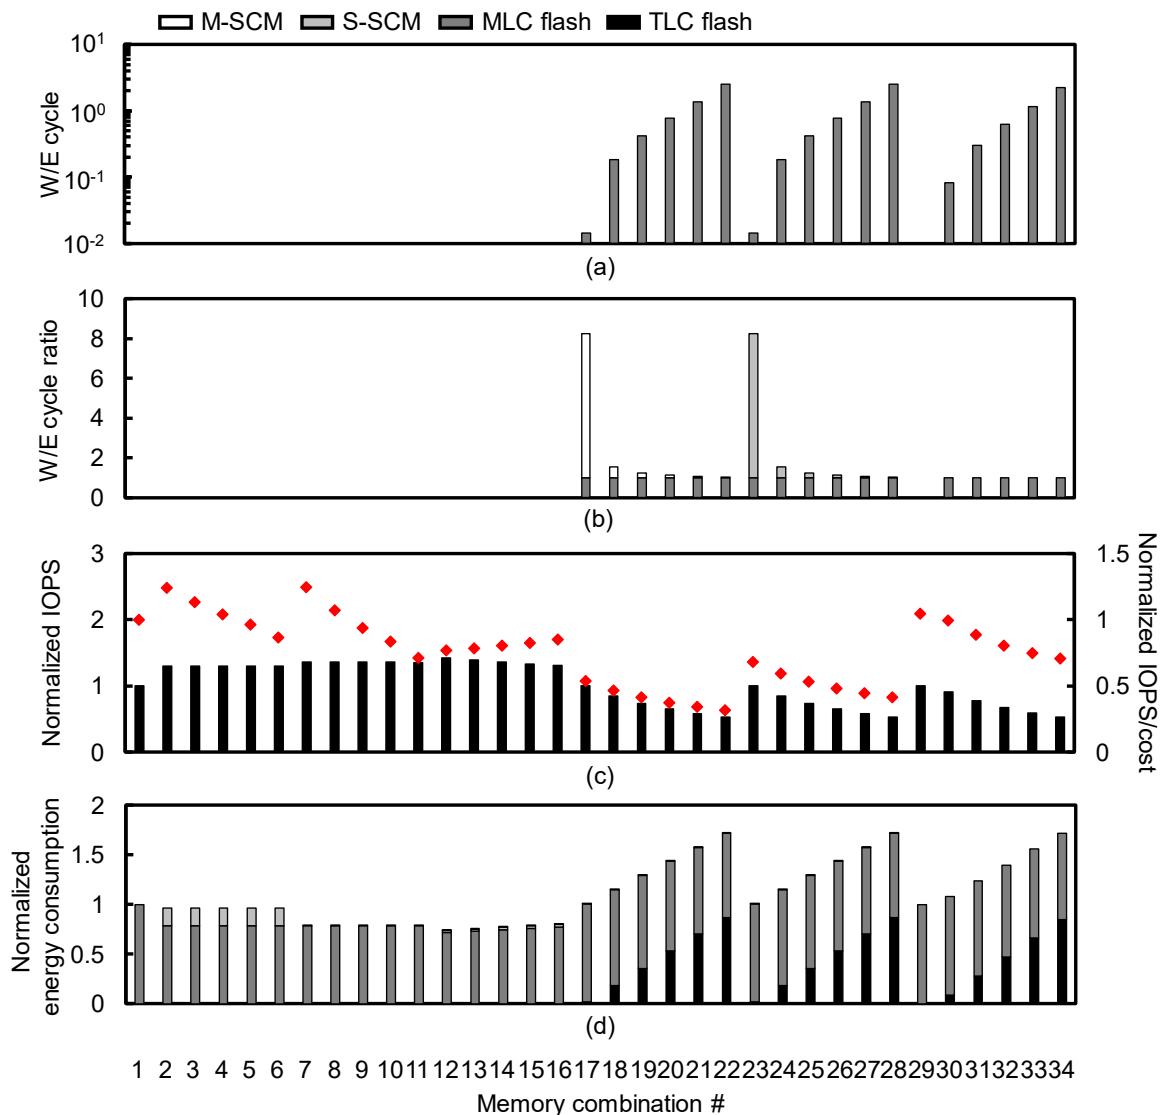 M-SCM S-SCM MLC flash TLC flash
W/E cycle
10¹
10⁰
10⁻¹
10⁻²
(a)
W/E cycle ratio
10
8
6
4
2
0
(b)
Normalized IOPS
3
2
1
0
1.5
1
0.5
0
Normalized IOPS/cost
(c)
Normalized
energy consumption
2
1.5
1
0.5
0
(d)
1 2 3 4 5 6 7 8 9 10 11 12 13 14 15 16 17 18 19 20 21 22 23 24 25 26 27 28 29 30 31 32 33 34
Memory combination #